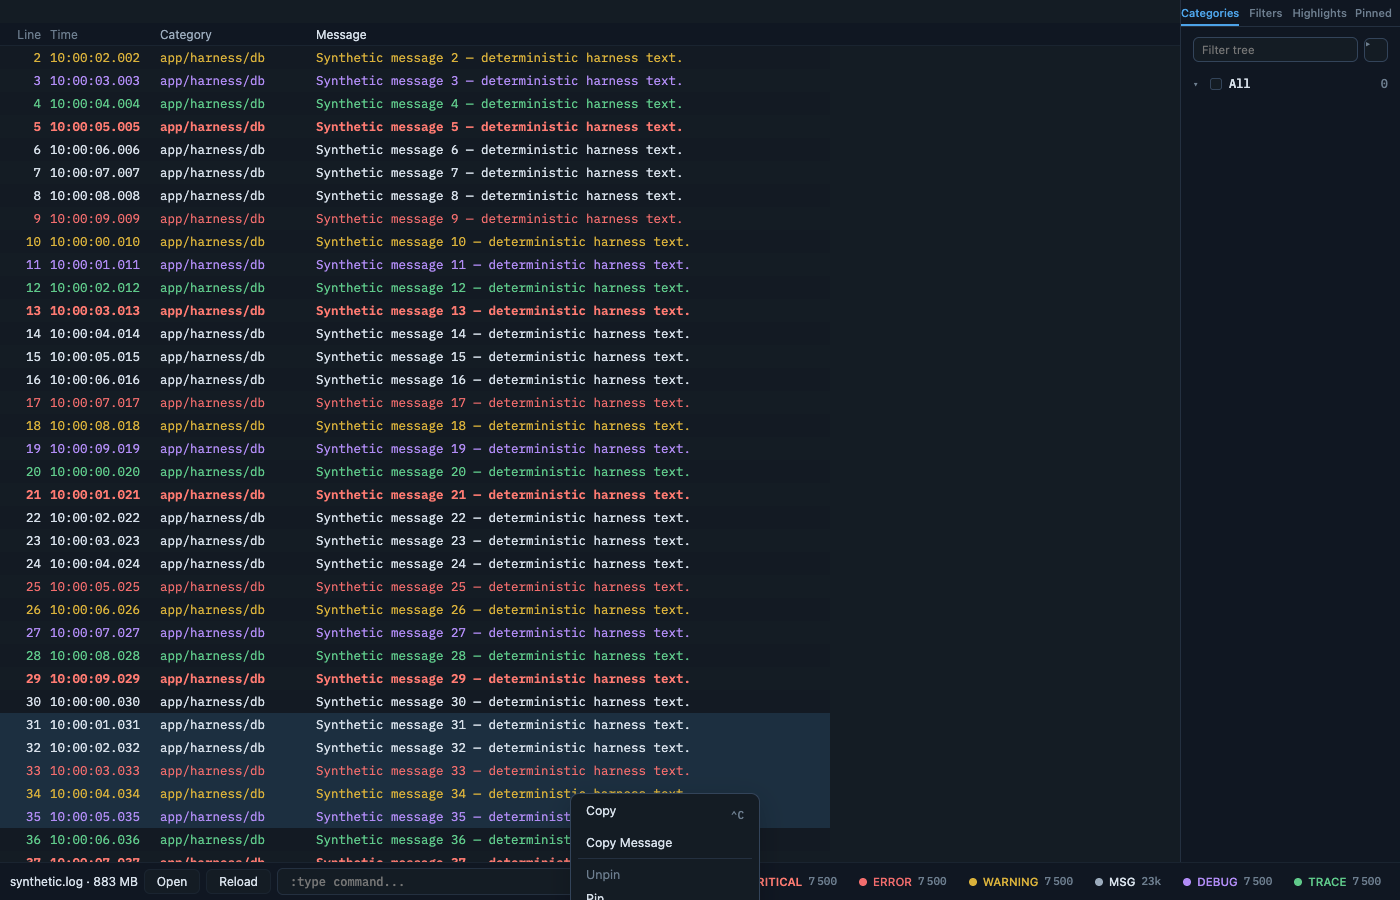 Categories Filters Highlights Pinned
Line Time Category Message
Filter tree
All 0
2 10:00:02.002 app/harness/db Synthetic message 2 — deterministic harness text.
3 10:00:03.003 app/harness/db Synthetic message 3 — deterministic harness text.
4 10:00:04.004 app/harness/db Synthetic message 4 — deterministic harness text.
5 10:00:05.005 app/harness/db Synthetic message 5 — deterministic harness text.
6 10:00:06.006 app/harness/db Synthetic message 6 — deterministic harness text.
7 10:00:07.007 app/harness/db Synthetic message 7 — deterministic harness text.
8 10:00:08.008 app/harness/db Synthetic message 8 — deterministic harness text.
9 10:00:09.009 app/harness/db Synthetic message 9 — deterministic harness text.
10 10:00:00.010 app/harness/db Synthetic message 10 — deterministic harness text.
11 10:00:01.011 app/harness/db Synthetic message 11 — deterministic harness text.
12 10:00:02.012 app/harness/db Synthetic message 12 — deterministic harness text.
13 10:00:03.013 app/harness/db Synthetic message 13 — deterministic harness text.
14 10:00:04.014 app/harness/db Synthetic message 14 — deterministic harness text.
15 10:00:05.015 app/harness/db Synthetic message 15 — deterministic harness text.
16 10:00:06.016 app/harness/db Synthetic message 16 — deterministic harness text.
17 10:00:07.017 app/harness/db Synthetic message 17 — deterministic harness text.
18 10:00:08.018 app/harness/db Synthetic message 18 — deterministic harness text.
19 10:00:09.019 app/harness/db Synthetic message 19 — deterministic harness text.
20 10:00:00.020 app/harness/db Synthetic message 20 — deterministic harness text.
21 10:00:01.021 app/harness/db Synthetic message 21 — deterministic harness text.
22 10:00:02.022 app/harness/db Synthetic message 22 — deterministic harness text.
23 10:00:03.023 app/harness/db Synthetic message 23 — deterministic harness text.
24 10:00:04.024 app/harness/db Synthetic message 24 — deterministic harness text.
25 10:00:05.025 app/harness/db Synthetic message 25 — deterministic harness text.
26 10:00:06.026 app/harness/db Synthetic message 26 — deterministic harness text.
27 10:00:07.027 app/harness/db Synthetic message 27 — deterministic harness text.
28 10:00:08.028 app/harness/db Synthetic message 28 — deterministic harness text.
29 10:00:09.029 app/harness/db Synthetic message 29 — deterministic harness text.
30 10:00:00.030 app/harness/db Synthetic message 30 — deterministic harness text.
31 10:00:01.031 app/harness/db Synthetic message 31 — deterministic harness text.
32 10:00:02.032 app/harness/db Synthetic message 32 — deterministic harness text.
33 10:00:03.033 app/harness/db Synthetic message 33 — deterministic harness text.
34 10:00:04.034 app/harness/db Synthetic message 34 — deterministic harness text.
35 10:00:05.035 app/harness/db Synthetic message 35 — determinist
36 10:00:06.036 app/harness/db Synthetic message 36 — determinist
37 10:00:07.037 app/harness/db Synthetic message 37 — determinist
Copy ^C
Copy Message
Unpin
Pin
synthetic.log · 883 MB Open Reload :type command... RITICAL 7 500 ERROR 7 500 WARNING 7 500 MSG 23k DEBUG 7 500 TRACE 7 500